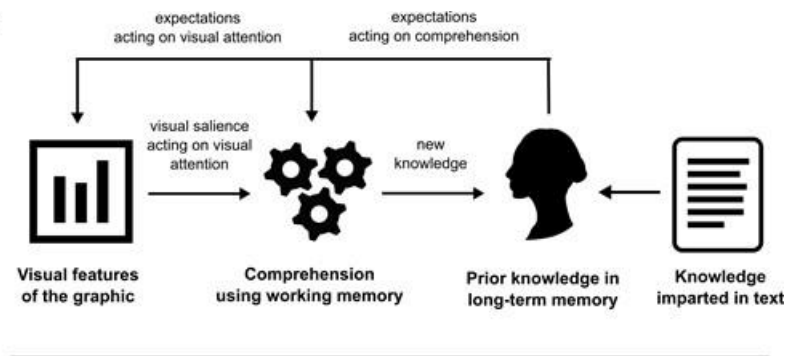 expectations
acting on visual attention
expectations
acting on comprehension
visual salience
acting on visual
attention
new
knowledge
Visual features
of the graphic
Comprehension
using working memory
Prior knowledge in
long-term memory
Knowledge
imparted in text